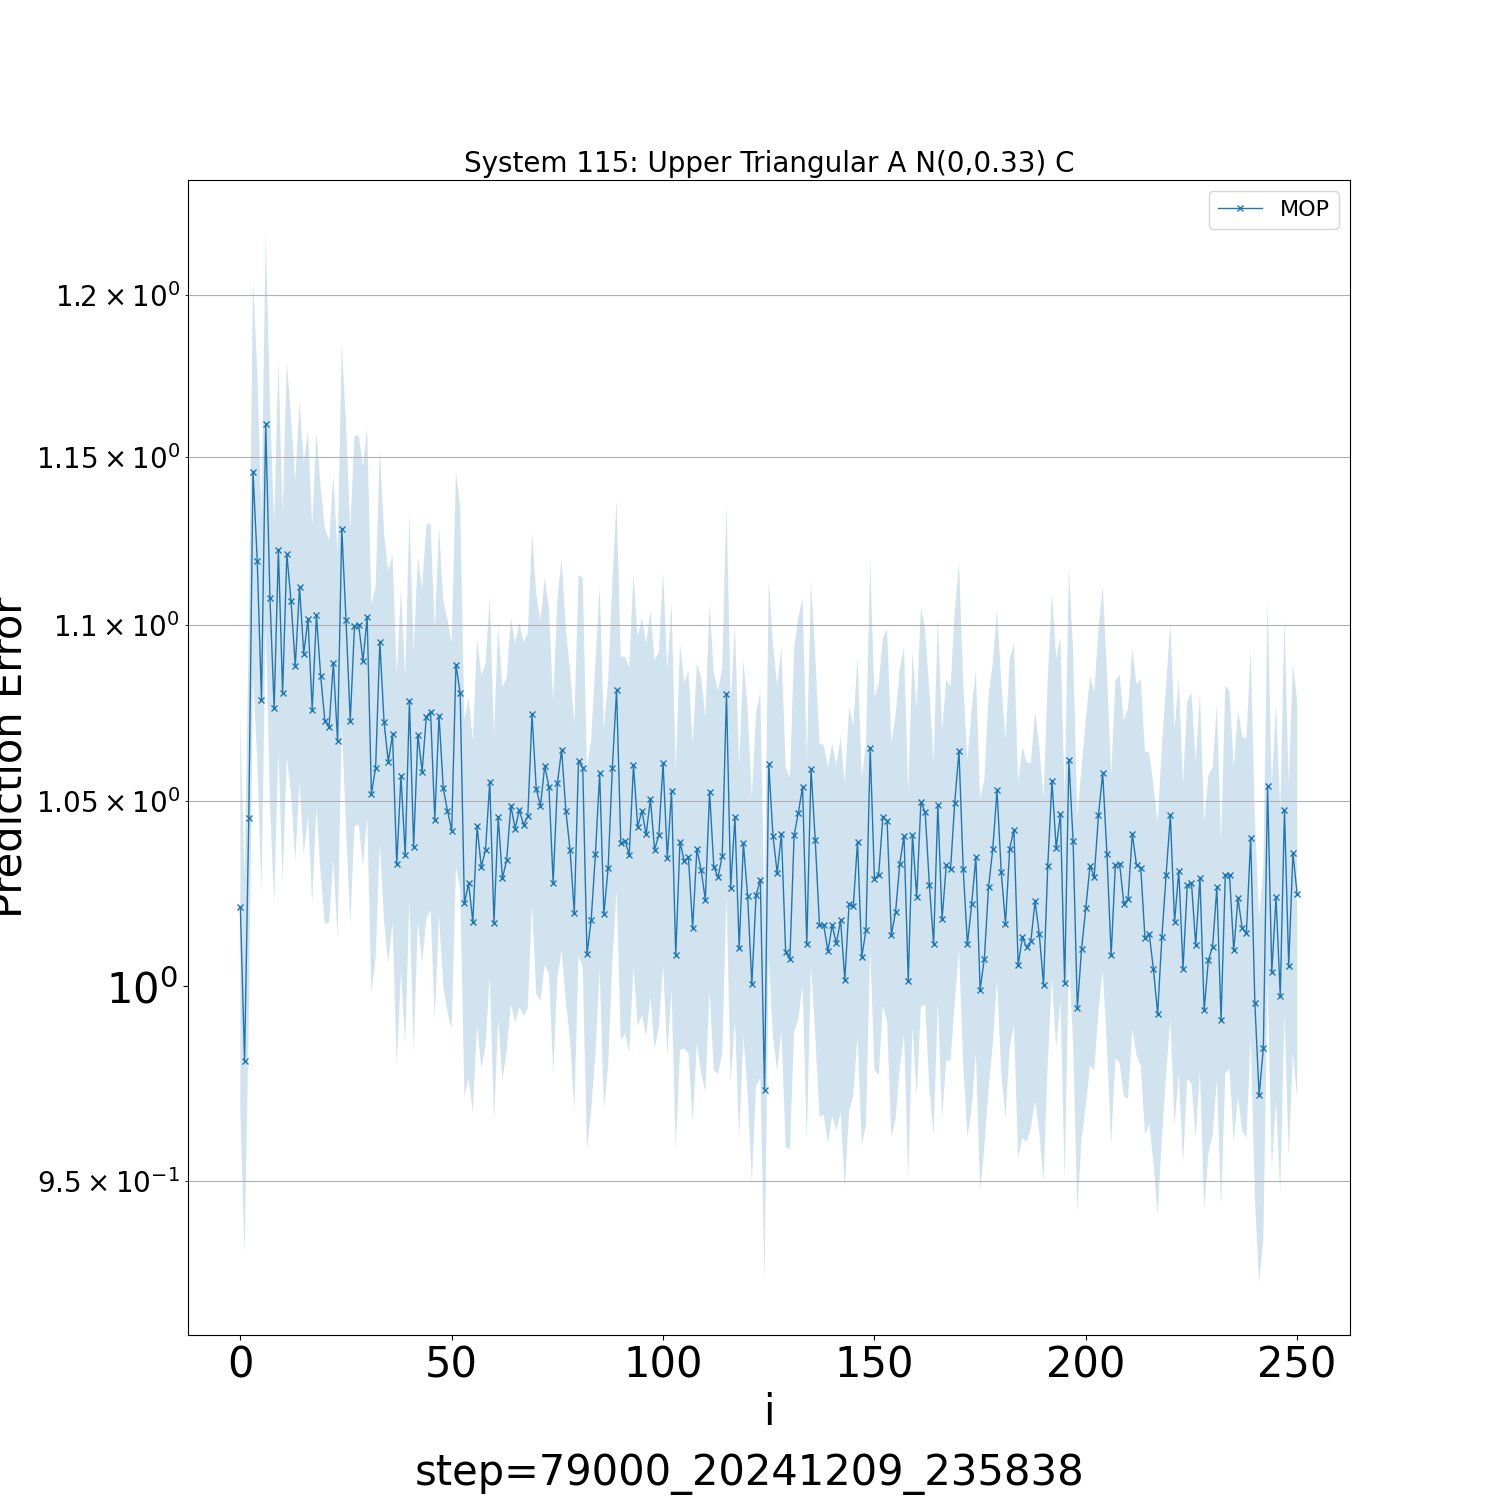 System 115: Upper Triangular A N(0,0.33) C
MOP
1.2 × 10⁰
1.15 × 10⁰
1.1 × 10⁰
1.05 × 10⁰
10⁰
9.5 × 10⁻¹
Prediction Error
0 50 100 150 200 250
i
step=79000_20241209_235838